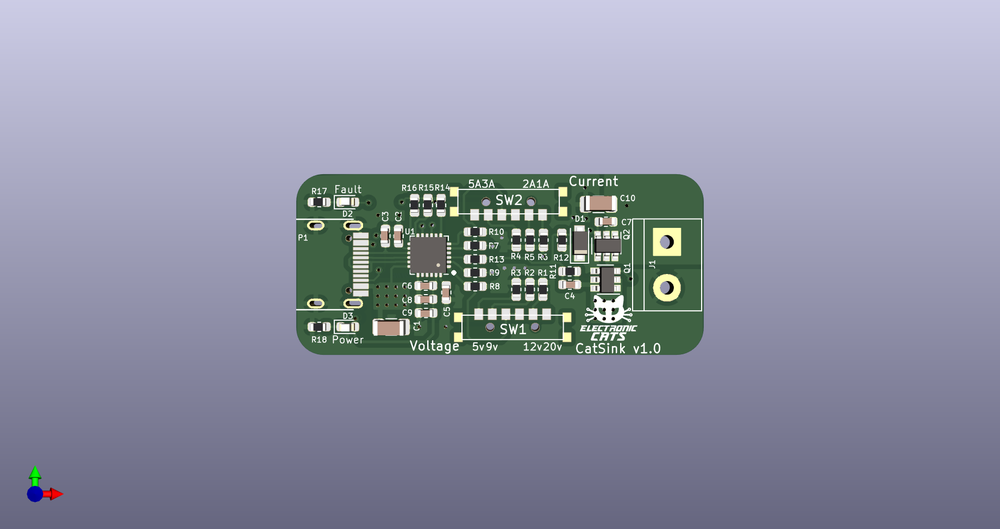 R17 Fault
D2
P1
R16 R15 R14
5A3A 2A1A
SW2
Current
C10
C7
C3
C2
U1
R10
R7
R13
R9
R8
D1
Q2
R4 R5 R6 R12
R11
Q1
R3 R2 R1
C4
J1
C6
C8
C9
C5
C1
D3
R18 Power
Voltage
SW1
5v9v 12v20v
ELECTRONIC
CATS
CatSink v1.0